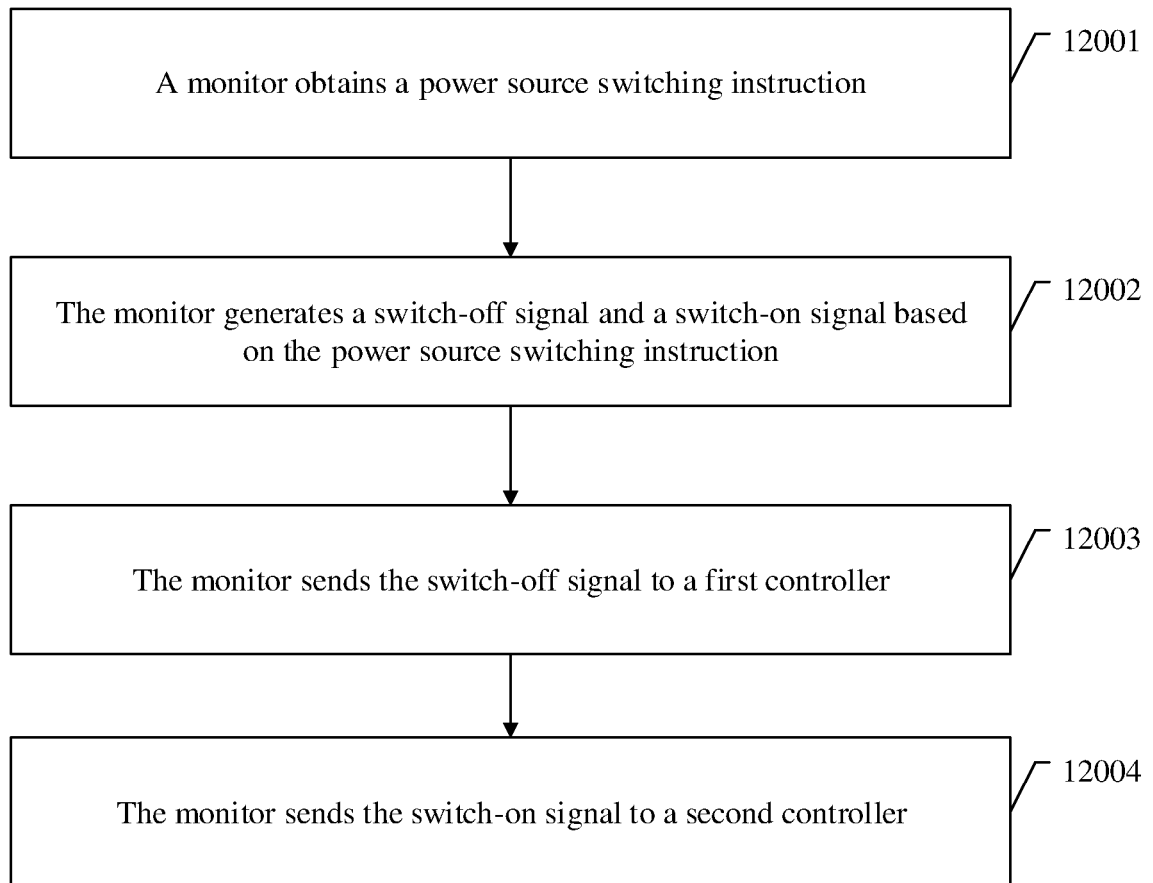 12001
A monitor obtains a power source switching instruction
12002
The monitor generates a switch-off signal and a switch-on signal based
on the power source switching instruction
12003
The monitor sends the switch-off signal to a first controller
12004
The monitor sends the switch-on signal to a second controller